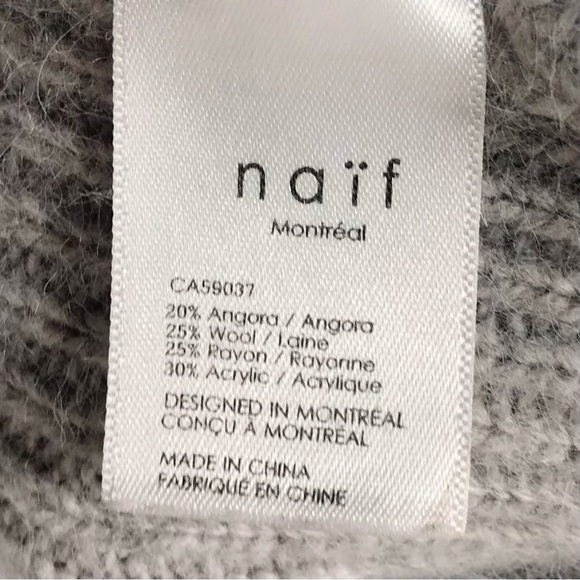 naïf
Montréal
CA59037
20% Angora / Angora
25% Wool / Laine
25% Rayon / Rayonne
30% Acrylic / Acrylique
DESIGNED IN MONTRÉAL
CONÇU À MONTRÉAL
MADE IN CHINA
FABRIQUÉ EN CHINE